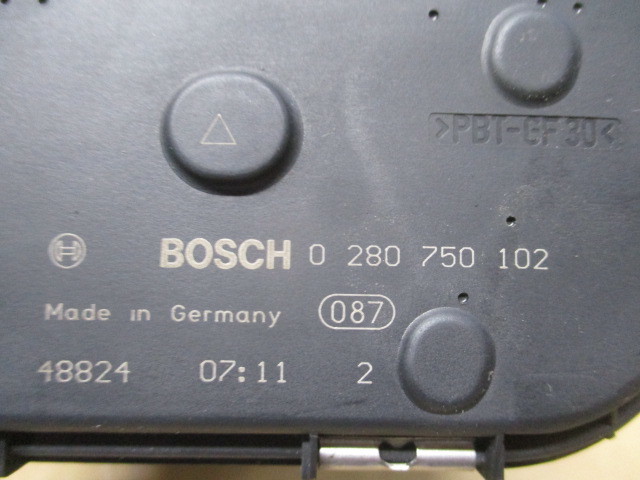 >PBT-GF30<
BOSCH 0 280 750 102
Made in Germany 087
48824 07:11 2